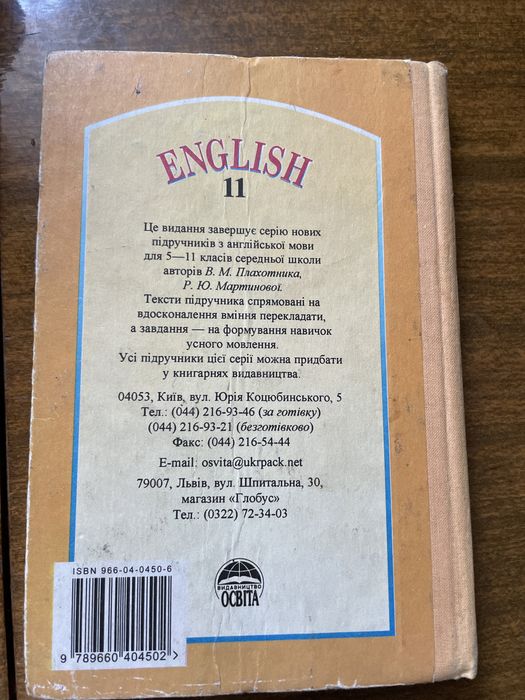 ENGLISH
11
Це видання завершує серію нових
підручників з англійської мови
для 5—11 класів середньої школи
авторів В. М. Плахотника,
Р. Ю. Мартинової.
Тексти підручника спрямовані на
вдосконалення вміння перекладати,
а завдання — на формування навичок
усного мовлення.
Усі підручники цієї серії можна придбати
у книгарнях видавництва.
04053, Київ, вул. Юрія Коцюбинського, 5
Тел.: (044) 216-93-46 (за готівку)
(044) 216-93-21 (безготівково)
Факс: (044) 216-54-44
E-mail: osvita@ukrpack.net
79007, Львів, вул. Шпитальна, 30,
магазин «Глобус»
Тел.: (0322) 72-34-03
ISBN 966-04-0450-6
9 789660 404502 >
ВИДАВНИЦТВО
ОСВІТА